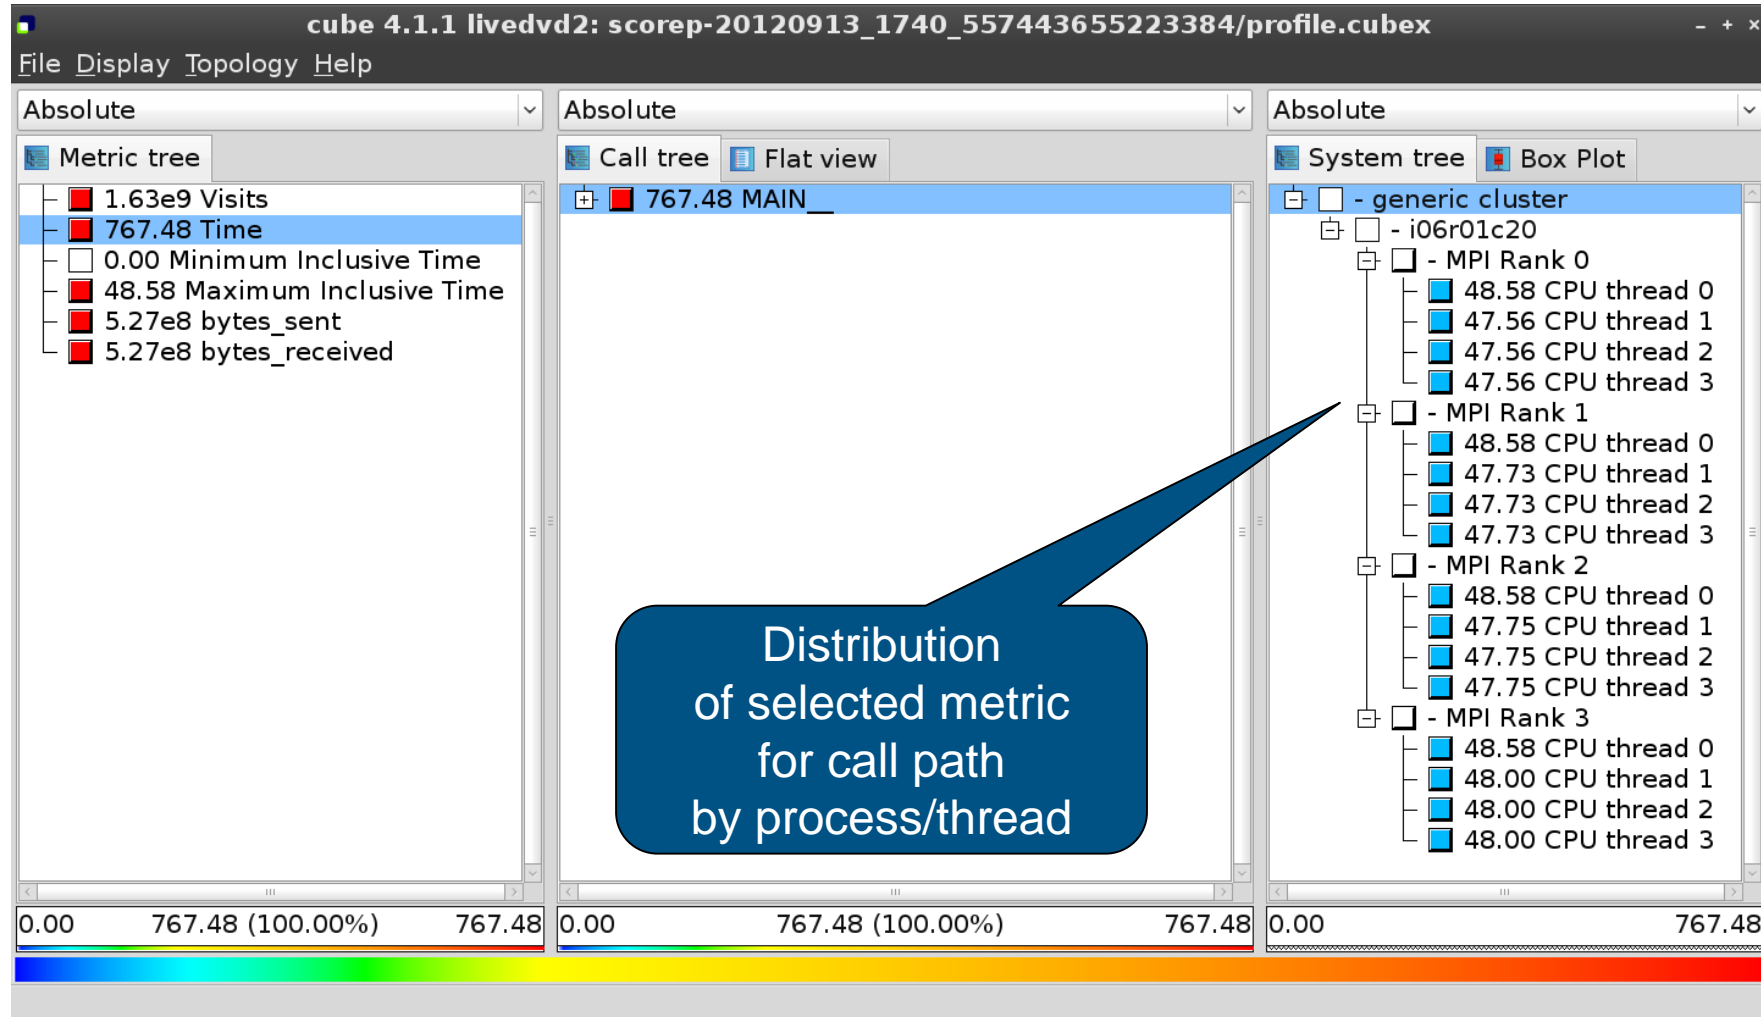 cube 4.1.1 livedvd2: scorep-20120913_1740_557443655223384/profile.cubex
File Display Topology Help
Absolute
Metric tree
1.63e9 Visits
767.48 Time
0.00 Minimum Inclusive Time
48.58 Maximum Inclusive Time
5.27e8 bytes_sent
5.27e8 bytes_received
0.00 767.48 (100.00%) 767.48
Absolute
Call tree Flat view
767.48 MAIN__
Distribution
of selected metric
for call path
by process/thread
0.00 767.48 (100.00%) 767.48
Absolute
System tree Box Plot
- generic cluster
- i06r01c20
- MPI Rank 0
48.58 CPU thread 0
47.56 CPU thread 1
47.56 CPU thread 2
47.56 CPU thread 3
- MPI Rank 1
48.58 CPU thread 0
47.73 CPU thread 1
47.73 CPU thread 2
47.73 CPU thread 3
- MPI Rank 2
48.58 CPU thread 0
47.75 CPU thread 1
47.75 CPU thread 2
47.75 CPU thread 3
- MPI Rank 3
48.58 CPU thread 0
48.00 CPU thread 1
48.00 CPU thread 2
48.00 CPU thread 3
0.00 767.48